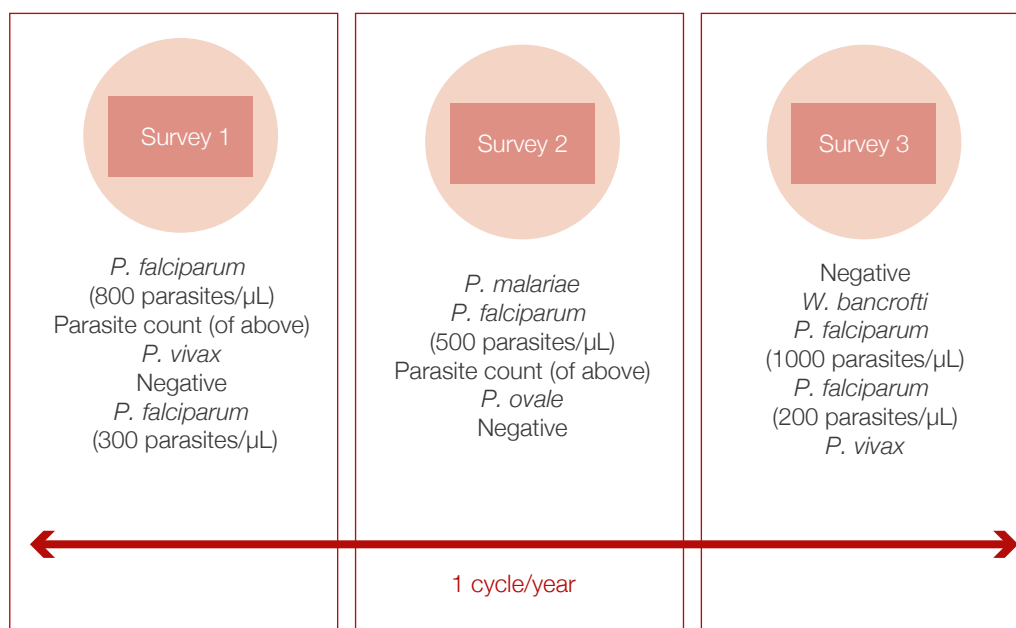 Survey 1
P. falciparum
(800 parasites/µL)
Parasite count (of above)
P. vivax
Negative
P. falciparum
(300 parasites/µL)
Survey 2
P. malariae
P. falciparum
(500 parasites/µL)
Parasite count (of above)
P. ovale
Negative
Survey 3
Negative
W. bancrofti
P. falciparum
(1000 parasites/µL)
P. falciparum
(200 parasites/µL)
P. vivax
1 cycle/year